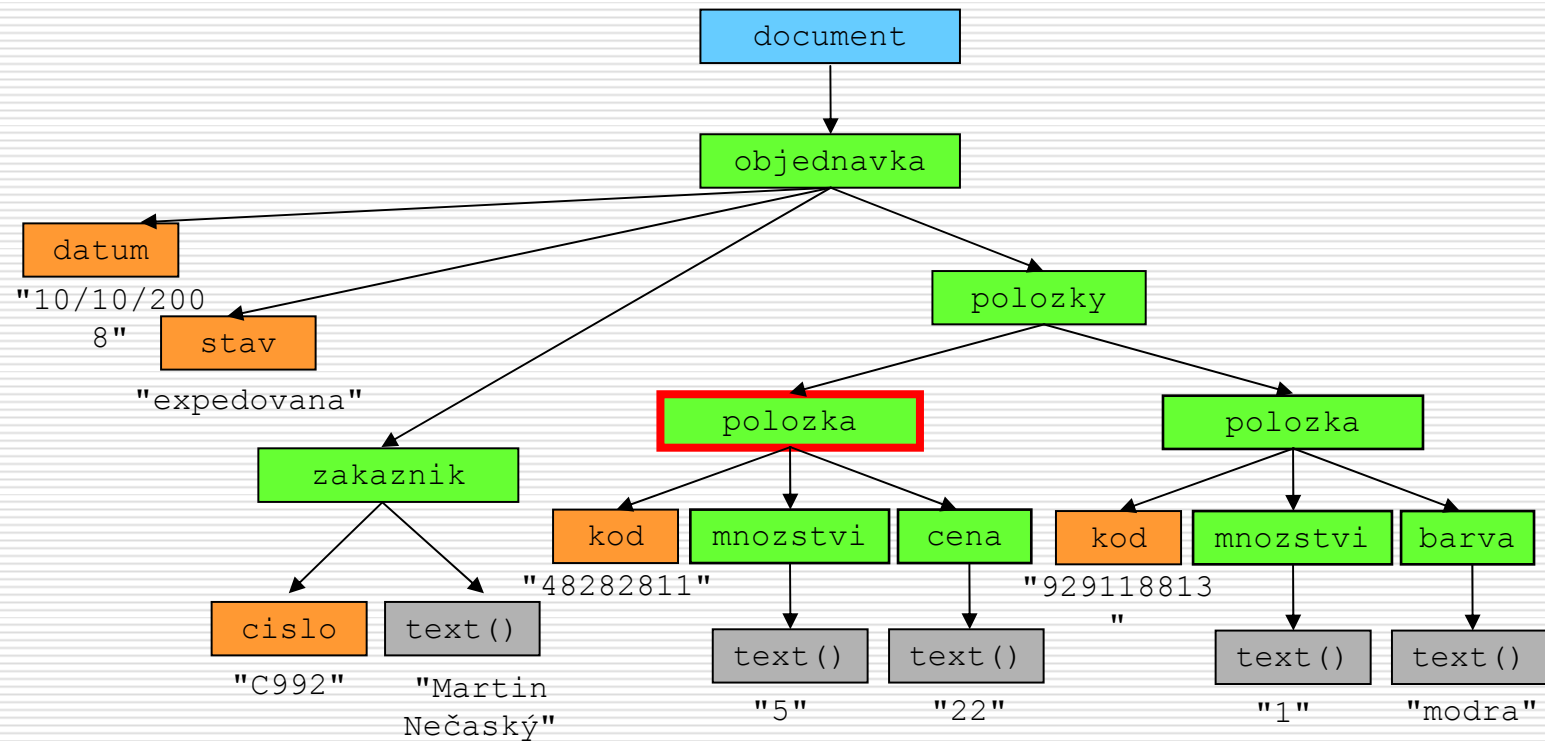 document
objednavka
datum
"10/10/200
8"
stav
"expedovana"
polozky
polozka
polozka
zakaznik
kod
mnozstvi
cena
kod
mnozstvi
barva
"48282811"
"929118813
"
cislo
text()
"C992"
"Martin
Nečaský"
text()
text()
text()
text()
"5"
"22"
"1"
"modra"